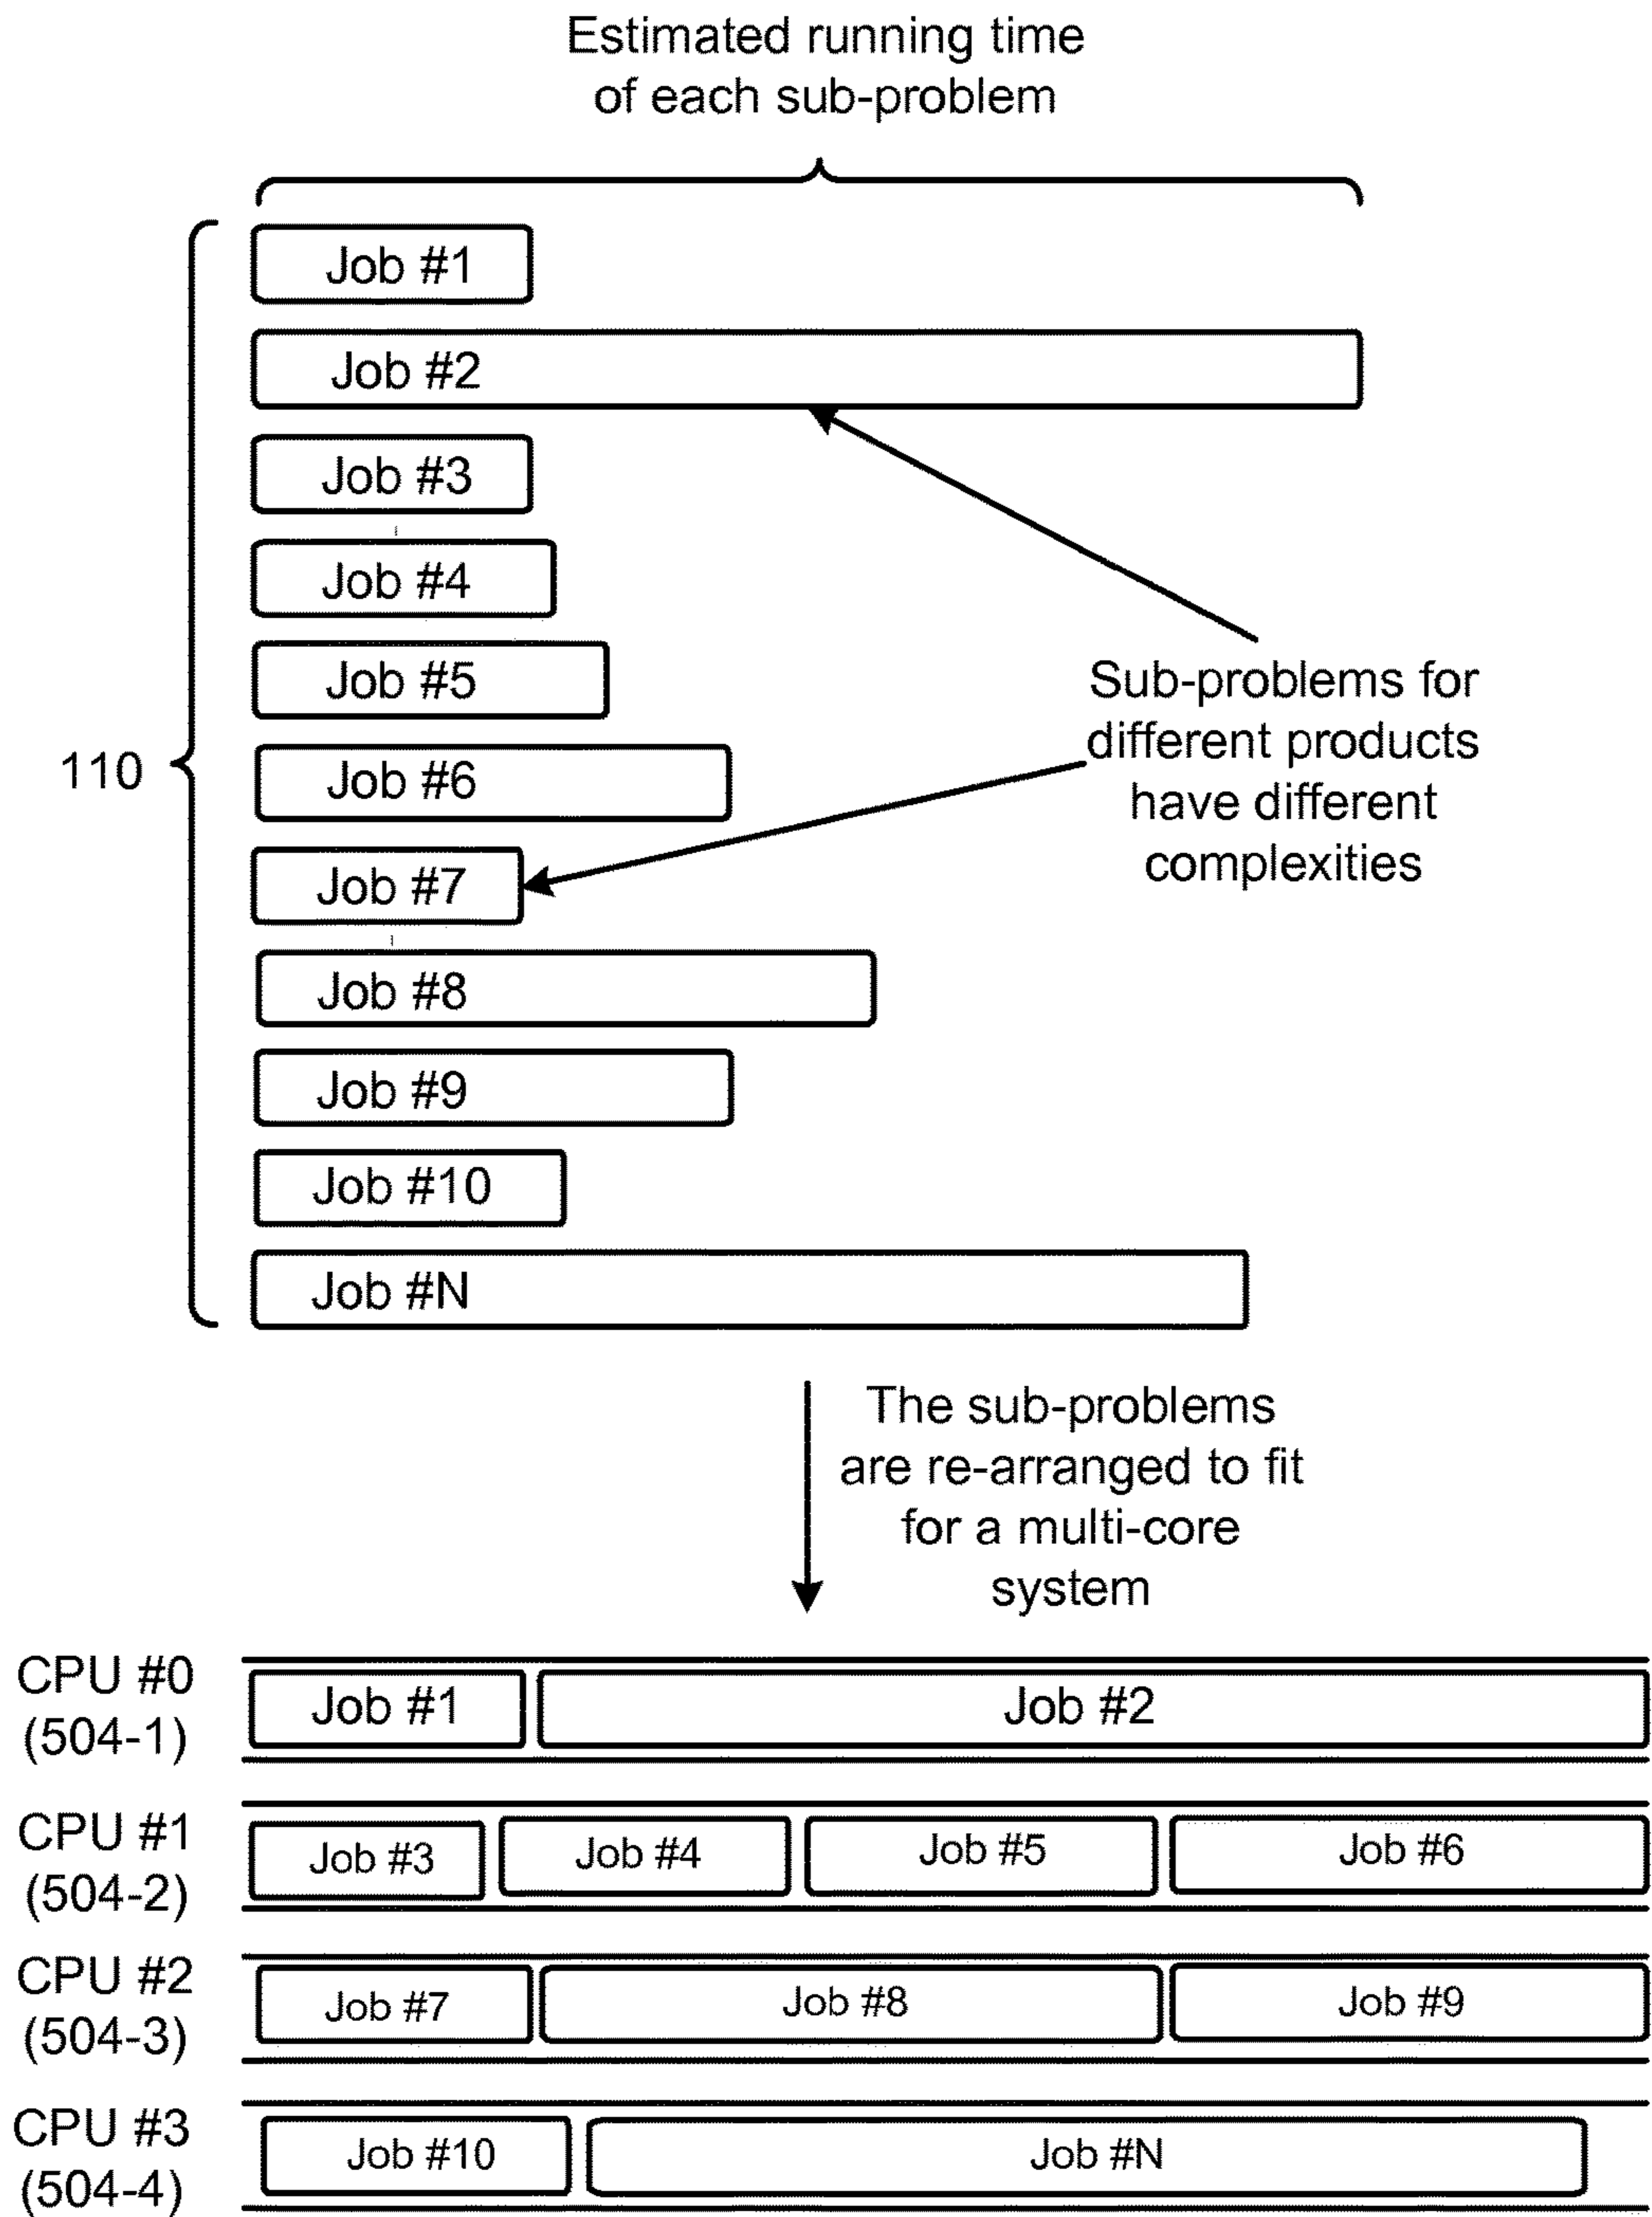 Estimated running time
of each sub-problem
Job #1
Job #2
Job #3
Job #4
Job #5
Job #6
Job #7
Job #8
Job #9
Job #10
Job #N
110
Sub-problems for
different products
have different
complexities
The sub-problems
are re-arranged to fit
for a multi-core
system
CPU #0
(504-1)
Job #1
Job #2
CPU #1
(504-2)
Job #3
Job #4
Job #5
Job #6
CPU #2
(504-3)
Job #7
Job #8
Job #9
CPU #3
(504-4)
Job #10
Job #N